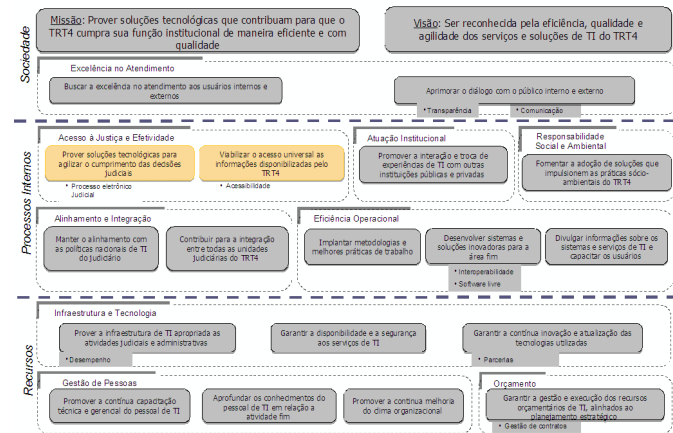 Missão: Prover soluções tecnológicas que contribuam para que o
TRT4 cumpra sua função institucional de maneira eficiente e com
qualidade
Visão: Ser reconhecida pela eficiência, qualidade e
agilidade dos serviços e soluções de TI do TRT4
Sociedade
Excelência no Atendimento
Buscar a excelência no atendimento aos usuários internos e
externos
Aprimorar o diálogo com o público interno e externo
• Transparência
• Comunicação
Processos Internos
Acesso à Justiça e Efetividade
Prover soluções tecnológicas para
agilizar o cumprimento das decisões
judiciais
• Processo eletrônico
Judicial
Viabilizar o acesso universal as
informações disponibilizadas pelo
TRT4
• Acessibilidade
Atuação Institucional
Promover a interação e troca de
experiências de TI com outras
instituições públicas e privadas
Responsabilidade
Social e Ambiental
Fomentar a adoção de soluções que
impulsionem as práticas sócio-
ambientais do TRT4
Alinhamento e Integração
Manter o alinhamento com
as políticas nacionais de TI
do judiciário
Contribuir para a integração
entre todas as unidades
judiciárias do TRT4
Eficiência Operacional
Implantar metodologias e
melhores práticas de trabalho
Desenvolver sistemas e
soluções inovadoras para a
área fim
• Interoperabilidade
• Software livre
Divulgar informações sobre os
sistemas e serviços de TI e
capacitar os usuários
Recursos
Infraestrutura e Tecnologia
Prover a infraestrutura de TI apropriada as
atividades judiciais e administrativas
• Desempenho
Garantir a disponibilidade e a segurança
aos serviços de TI
Garantir a contínua inovação e atualização das
tecnologias utilizadas
• Parcerias
Gestão de Pessoas
Promover a contínua capacitação
técnica e gerencial do pessoal de TI
Aprofundar os conhecimentos do
pessoal de TI em relação a
atividade fim
Promover a contínua melhoria
do clima organizacional
Orçamento
Garantir a gestão e execução dos recursos
orçamentários de TI, alinhados ao
planejamento estratégico
• Gestão de contratos